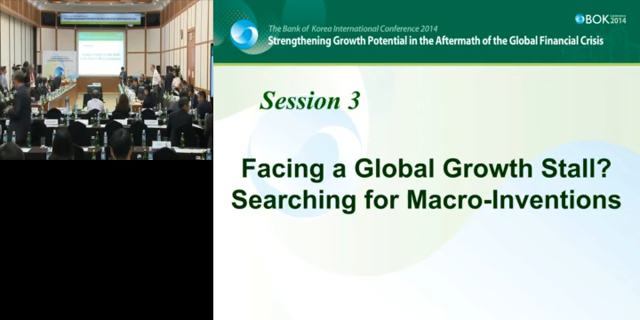 The Bank of Korea International Conference 2014
Strengthening Growth Potential in the Aftermath of the Global Financial Crisis
BOK
2014
Session 3
Facing a Global Growth Stall?
Searching for Macro-Inventions